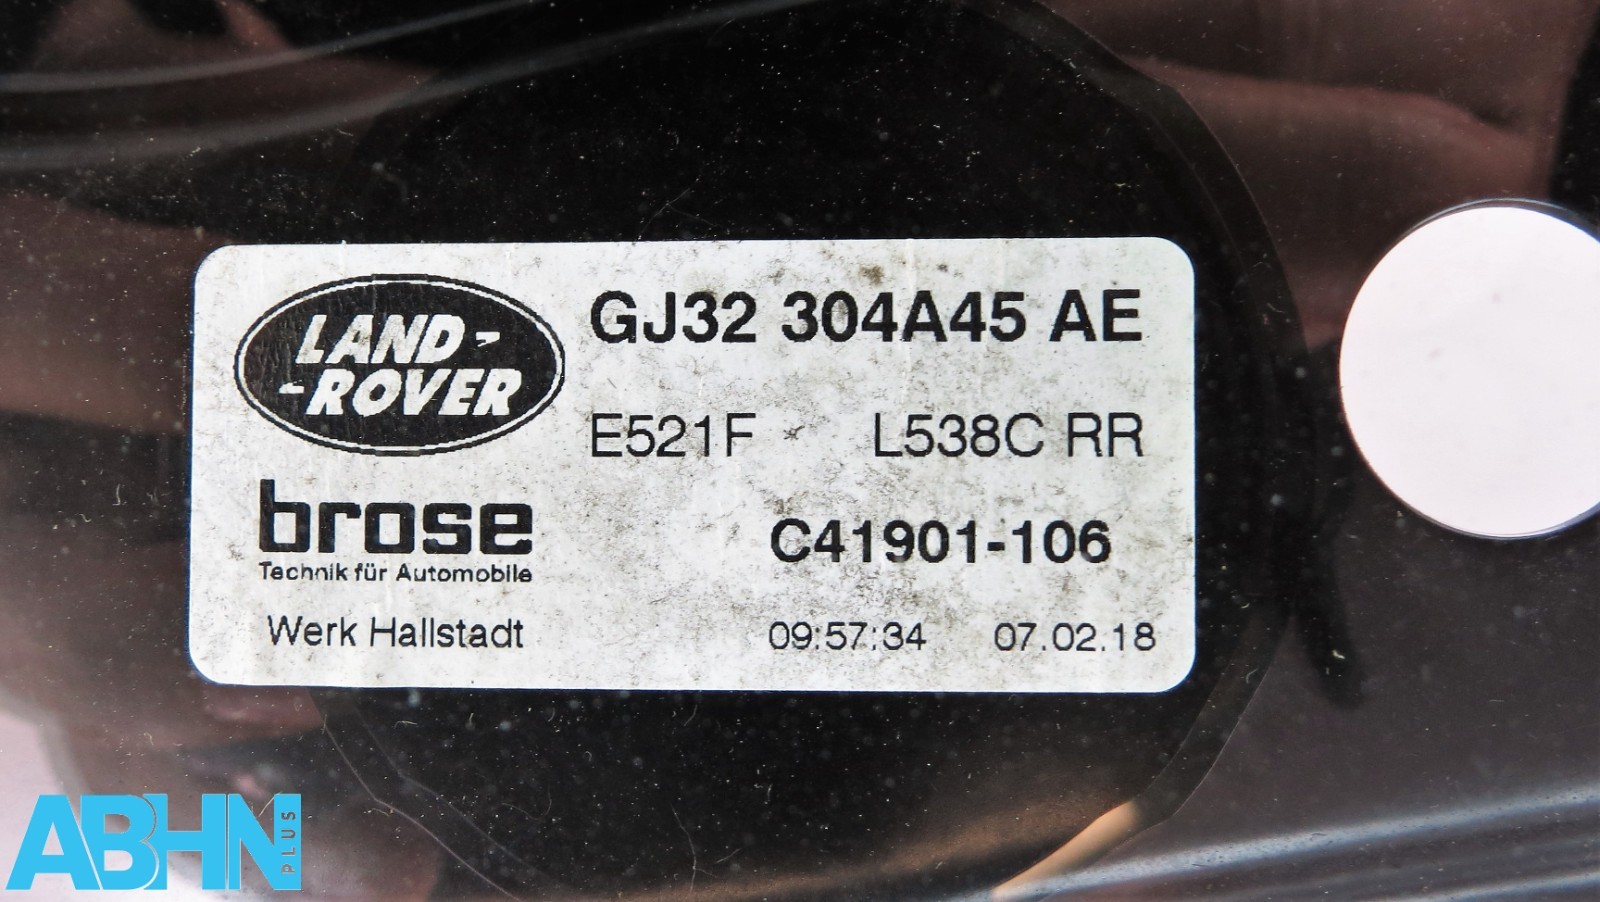 LAND-
-ROVER
GJ32 304A45 AE
E521F L538C RR
brose
Technik für Automobile
C41901-106
Werk Hallstadt
09:57:34 07.02.18
ABHN
PLUS